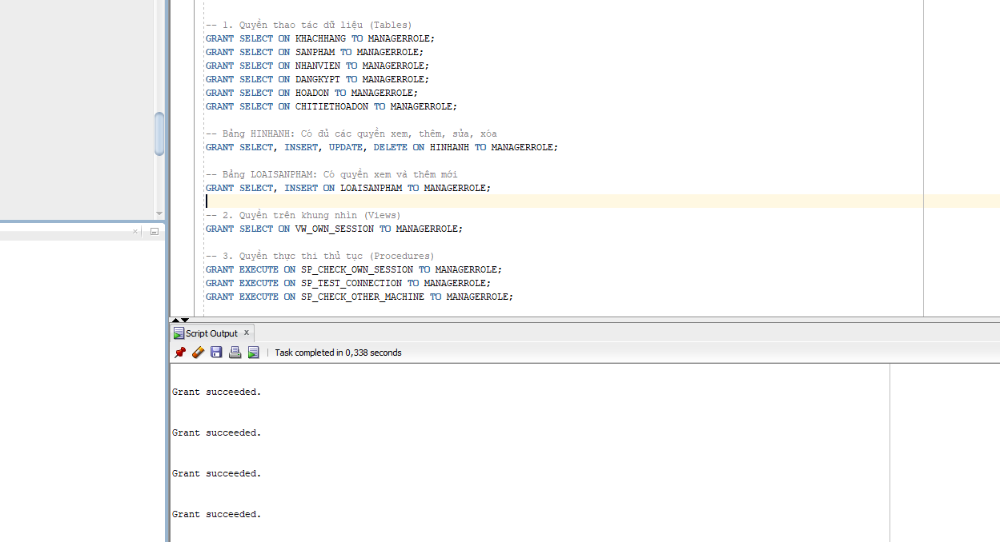 -- 1. Quyền thao tác dữ liệu (Tables)
GRANT SELECT ON KHACHHANG TO MANAGERROLE;
GRANT SELECT ON SANPHAM TO MANAGERROLE;
GRANT SELECT ON NHANVIEN TO MANAGERROLE;
GRANT SELECT ON DANGKYPT TO MANAGERROLE;
GRANT SELECT ON HOADON TO MANAGERROLE;
GRANT SELECT ON CHITIETHOADON TO MANAGERROLE;
-- Bảng HINHANH: Có đủ các quyền xem, thêm, sửa, xóa
GRANT SELECT, INSERT, UPDATE, DELETE ON HINHANH TO MANAGERROLE;
-- Bảng LOAISANPHAM: Có quyền xem và thêm mới
GRANT SELECT, INSERT ON LOAISANPHAM TO MANAGERROLE;
-- 2. Quyền trên khung nhìn (Views)
GRANT SELECT ON VW_OWN_SESSION TO MANAGERROLE;
-- 3. Quyền thực thi thủ tục (Procedures)
GRANT EXECUTE ON SP_CHECK_OWN_SESSION TO MANAGERROLE;
GRANT EXECUTE ON SP_TEST_CONNECTION TO MANAGERROLE;
GRANT EXECUTE ON SP_CHECK_OTHER_MACHINE TO MANAGERROLE;
Script Output
Task completed in 0,338 seconds
Grant succeeded.
Grant succeeded.
Grant succeeded.
Grant succeeded.